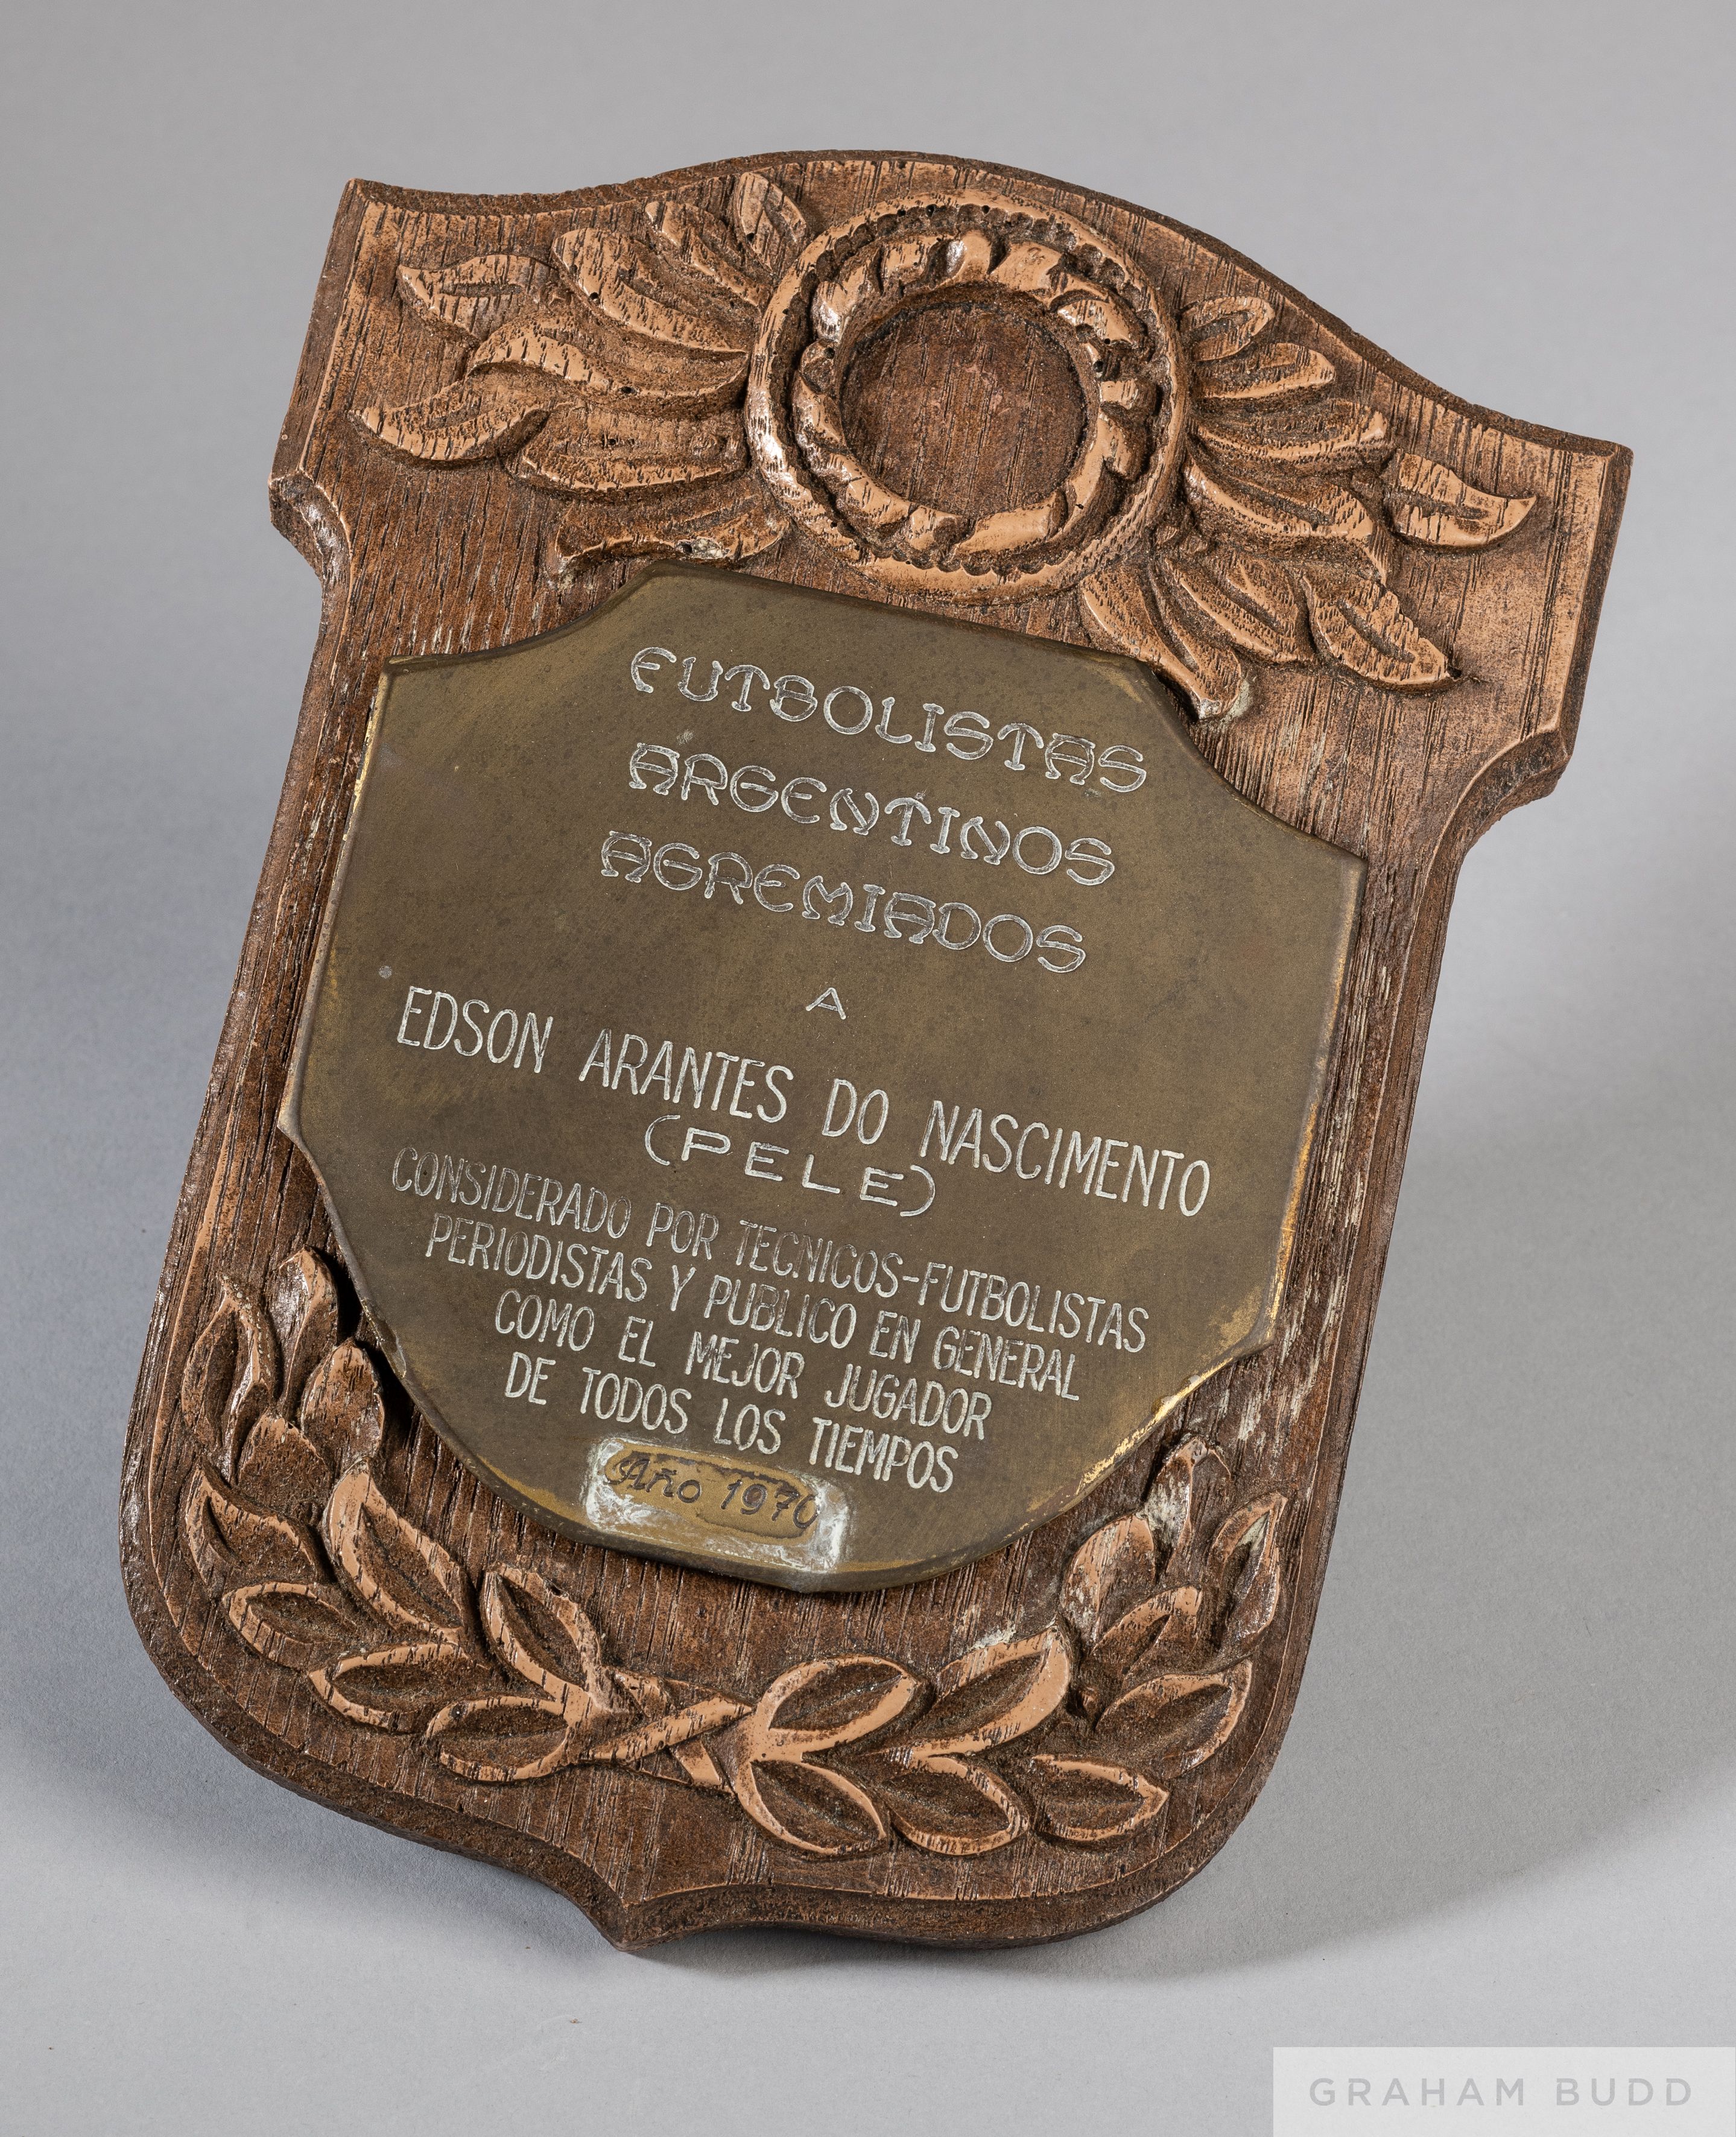 FUTBOLISTAS
ARGENTINOS
AGREMIADOS
A
EDSON ARANTES DO NASCIMENTO
(PELE)
CONSIDERADO POR TECNICOS-FUTBOLISTAS
PERIODISTAS Y PUBLICO EN GENERAL
COMO EL MEJOR JUGADOR
DE TODOS LOS TIEMPOS
Año 1970
GRAHAM BUDD